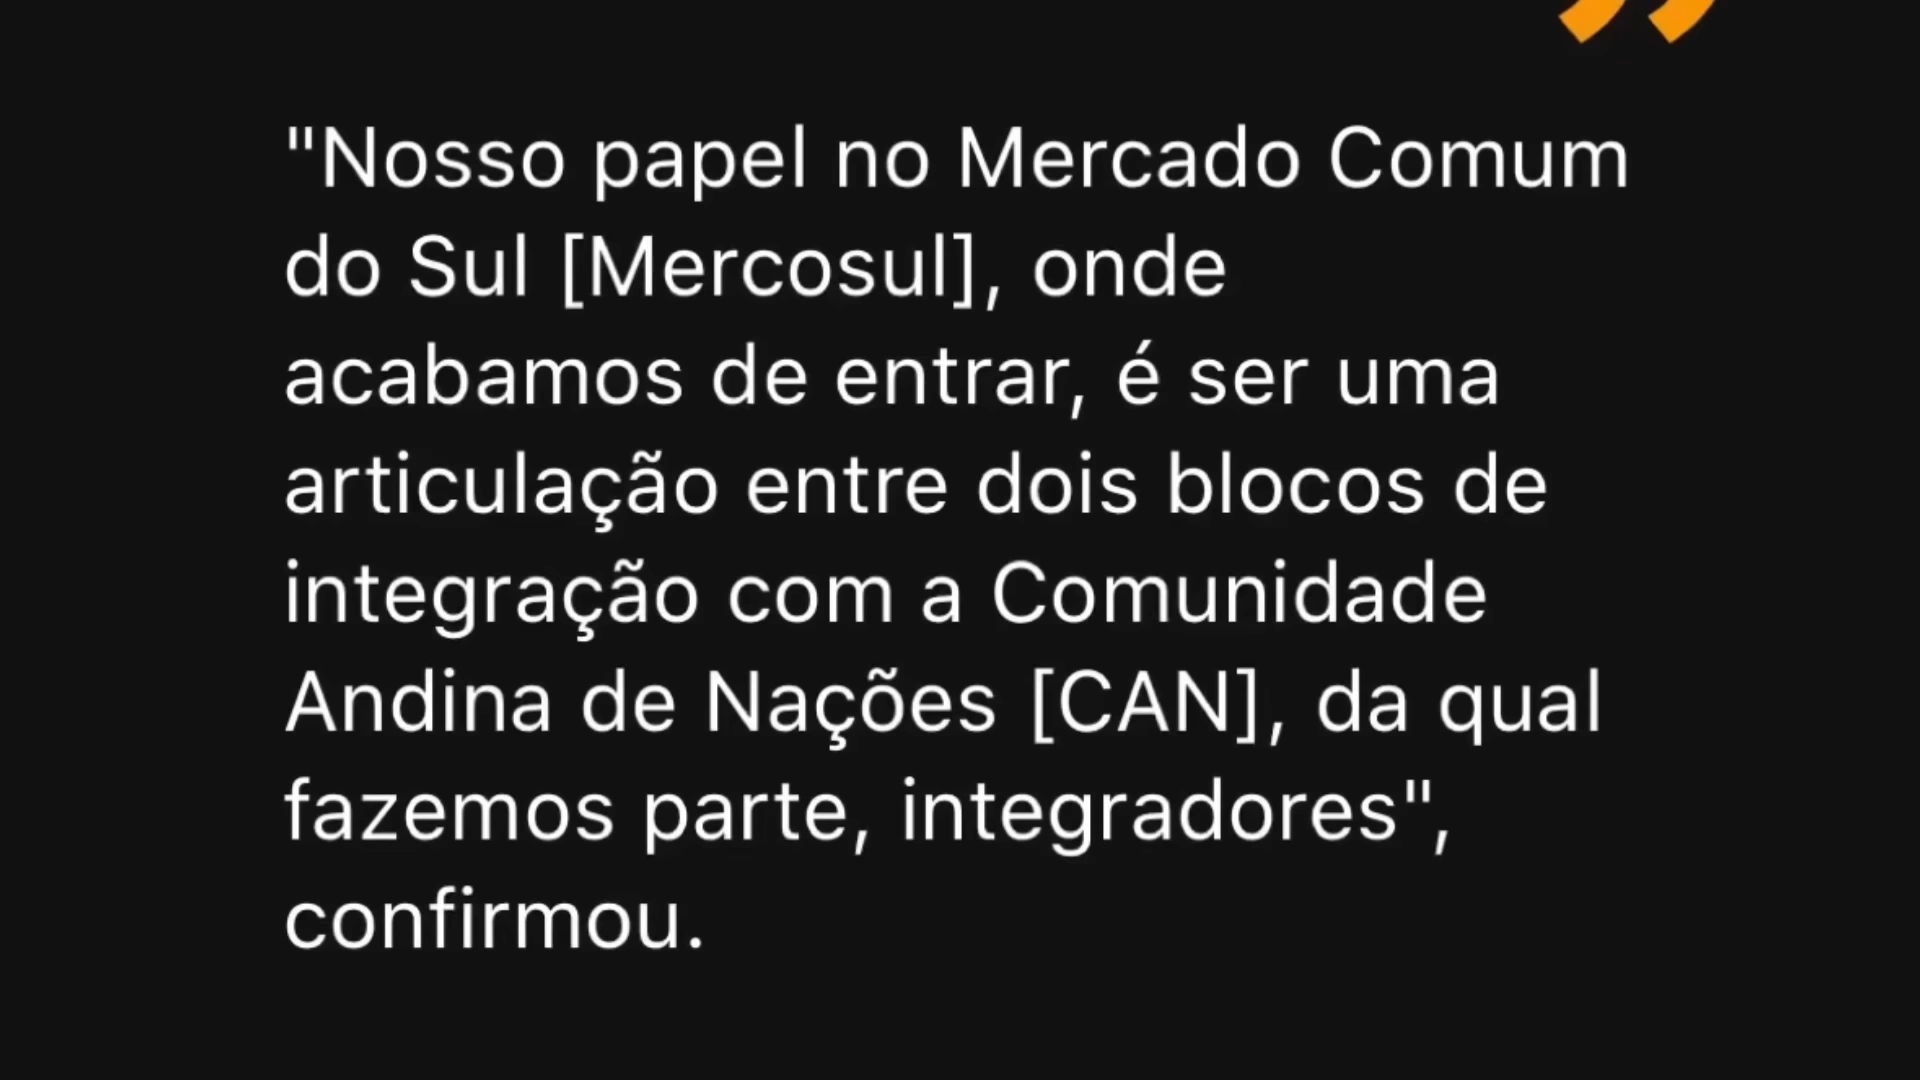 "Nosso papel no Mercado Comum
do Sul [Mercosul], onde
acabamos de entrar, é ser uma
articulação entre dois blocos de
integração com a Comunidade
Andina de Nações [CAN], da qual
fazemos parte, integradores",
confirmou.